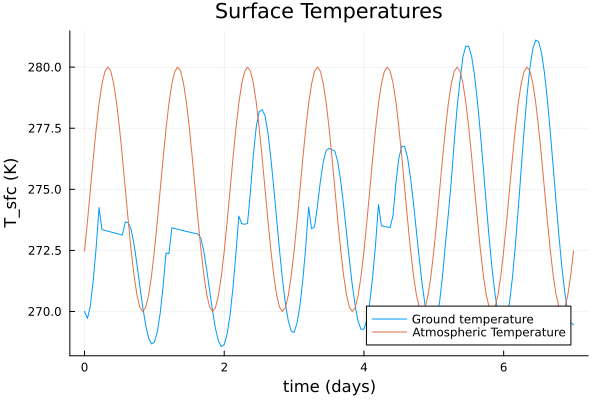 Surface Temperatures
T_sfc (K)
280.0
277.5
275.0
272.5
270.0
Ground temperature
Atmospheric Temperature
0
2
4
6
time (days)